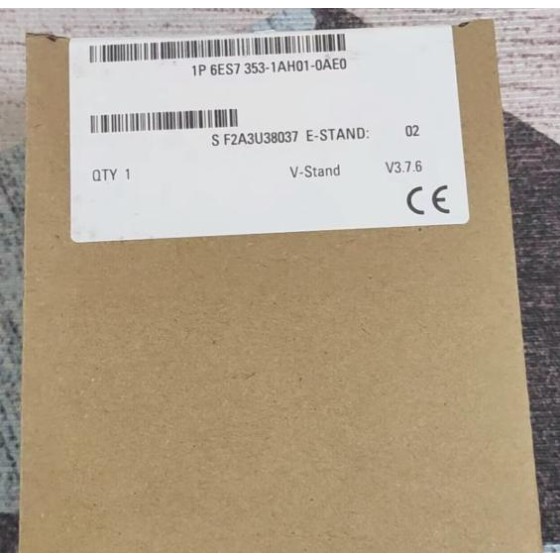 1P 6ES7 353-1AH01-0AE0
S F2A3U38037 E-STAND: 02
QTY 1 V-Stand V3.7.6
CE